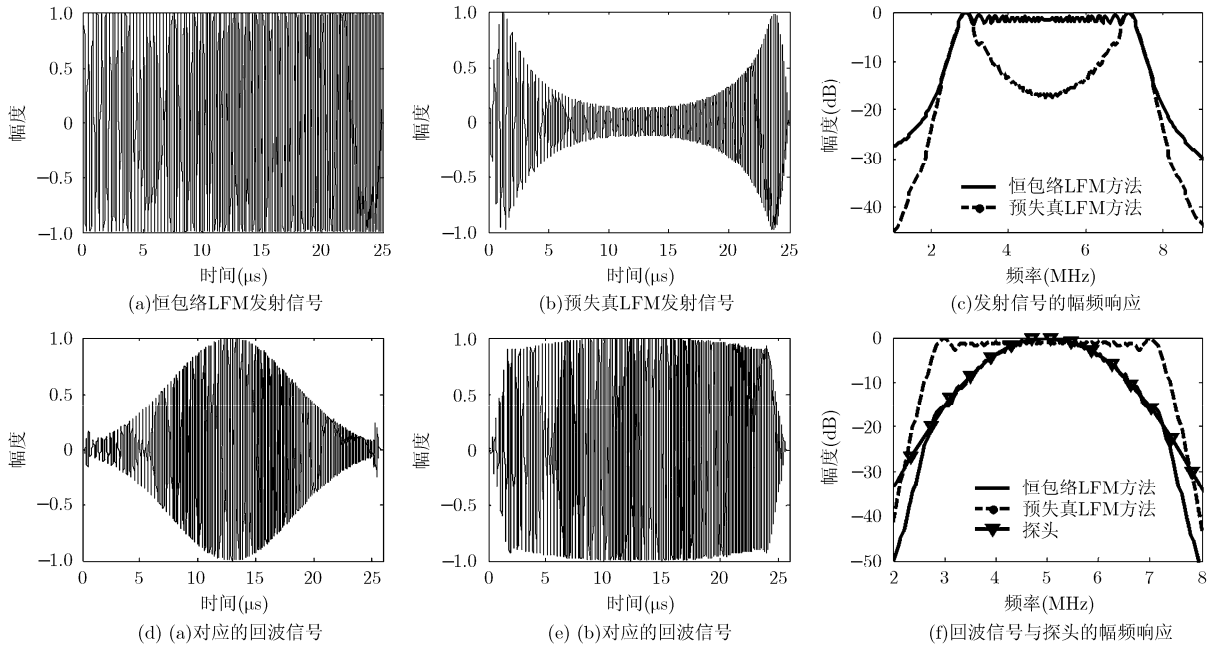 1.0
0.5
0
−0.5
−1.0
幅度
0 5 10 15 20 25
时间(μs)
(a)恒包络LFM发射信号
1.0
0.5
0
−0.5
−1.0
幅度
0 5 10 15 20 25
时间(μs)
(b)预失真LFM发射信号
0
−10
−20
−30
−40
幅度(dB)
恒包络LFM方法
预失真LFM方法
2 4 6 8
频率(MHz)
(c)发射信号的幅频响应
1.0
0.5
0
−0.5
−1.0
幅度
0 5 10 15 20 25
时间(μs)
(d) (a)对应的回波信号
1.0
0.5
0
−0.5
−1.0
幅度
0 5 10 15 20 25
时间(μs)
(e) (b)对应的回波信号
0
−10
−20
−30
−40
−50
幅度(dB)
恒包络LFM方法
预失真LFM方法
探头
2 3 4 5 6 7 8
频率(MHz)
(f)回波信号与探头的幅频响应